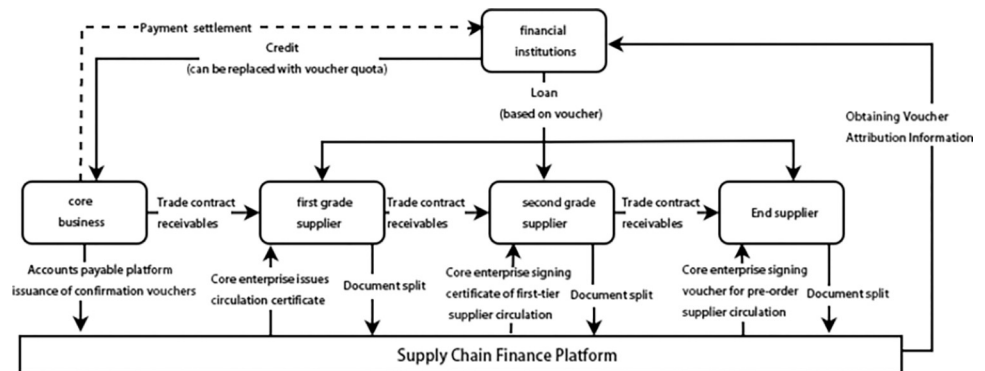 Payment settlement
financial
institutions
Credit
(can be replaced with voucher quota)
Loan
(based on voucher)
Obtaining Voucher
Attribution Information
core
business
Trade contract
receivables
first grade
supplier
Trade contract
receivables
second grade
supplier
Trade contract
receivables
End supplier
Accounts payable platform
issuance of confirmation vouchers
Core enterprise issues
circulation certificate
Document split
Core enterprise signing
certificate of first-tier
supplier circulation
Document split
Core enterprise signing
voucher for pre-order
supplier circulation
Document split
Supply Chain Finance Platform